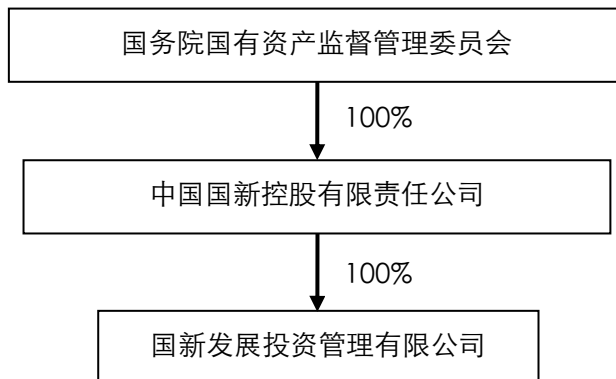 国务院国有资产监督管理委员会
100%
中国国新控股有限责任公司
100%
国新发展投资管理有限公司